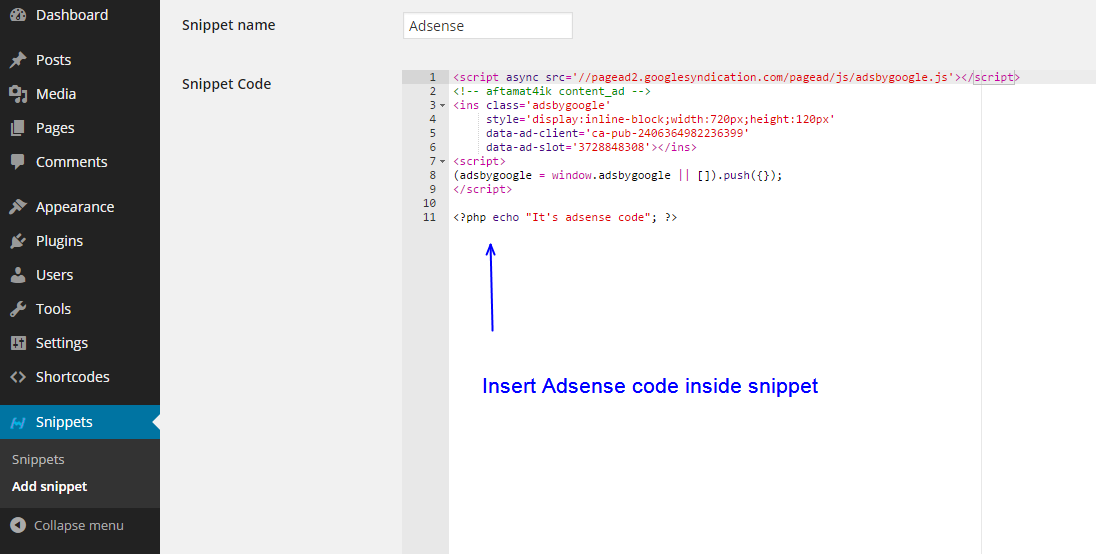 Dashboard
Posts
Media
Pages
Comments
Appearance
Plugins
Users
Tools
Settings
Shortcodes
Snippets
Snippets
Add snippet
Collapse menu
Snippet name
Adsense
Snippet Code
1 <script async src='//pagead2.googlesyndication.com/pagead/js/adsbygoogle.js'></script>
2 <!-- aftamat4ik content_ad -->
3 <ins class='adsbygoogle'
4 style='display:inline-block;width:720px;height:120px'
5 data-ad-client='ca-pub-2406364982236399'
6 data-ad-slot='3728848308'></ins>
7 <script>
8 (adsbygoogle = window.adsbygoogle || []).push({});
9 </script>
10
11 <?php echo "It's adsense code"; ?>
Insert Adsense code inside snippet